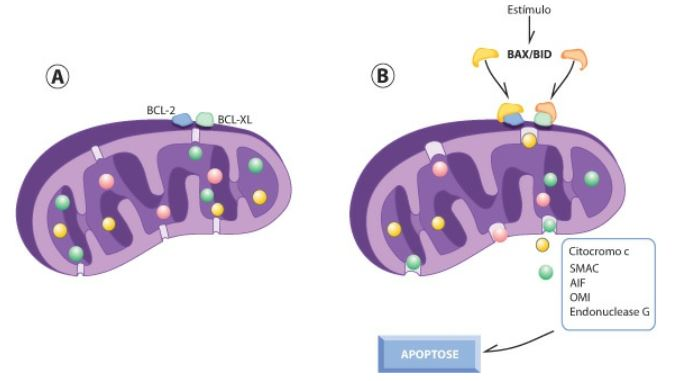 Estímulo
A
B
BAX/BID
BCL-2
BCL-XL
Citocromo c
SMAC
AIF
OMI
Endonuclease G
APOPTOSE